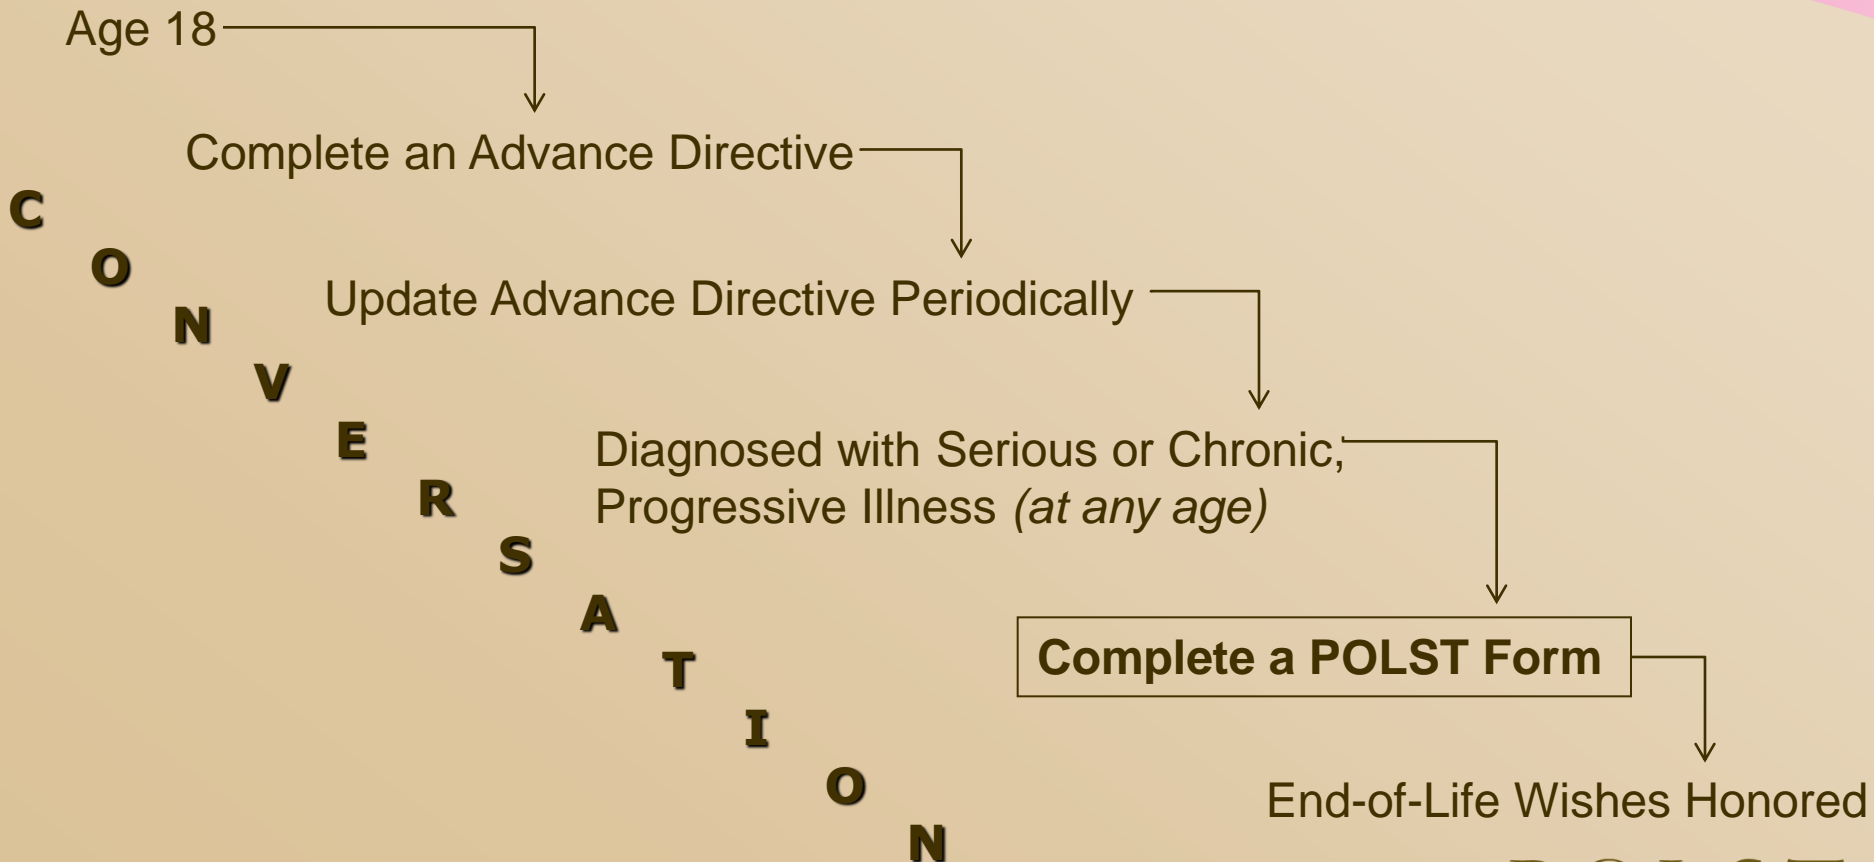 Age 18
Complete an Advance Directive
Update Advance Directive Periodically
Diagnosed with Serious or Chronic,
Progressive Illness (at any age)
Complete a POLST Form
End-of-Life Wishes Honored
CONVERSATION